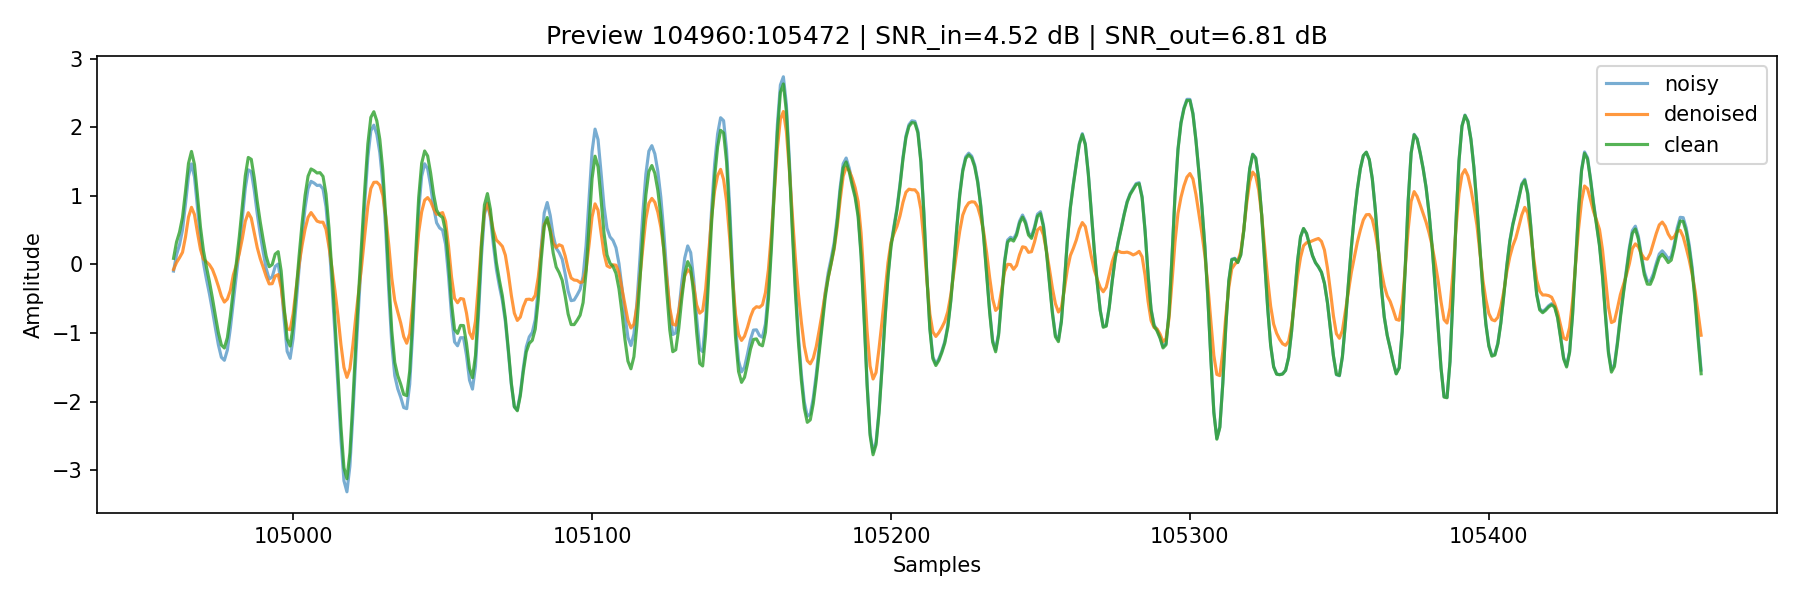 Preview 104960:105472 | SNR_in=4.52 dB | SNR_out=6.81 dB
noisy
denoised
clean
3
2
1
0
−1
−2
−3
Amplitude
105000 105100 105200 105300 105400
Samples